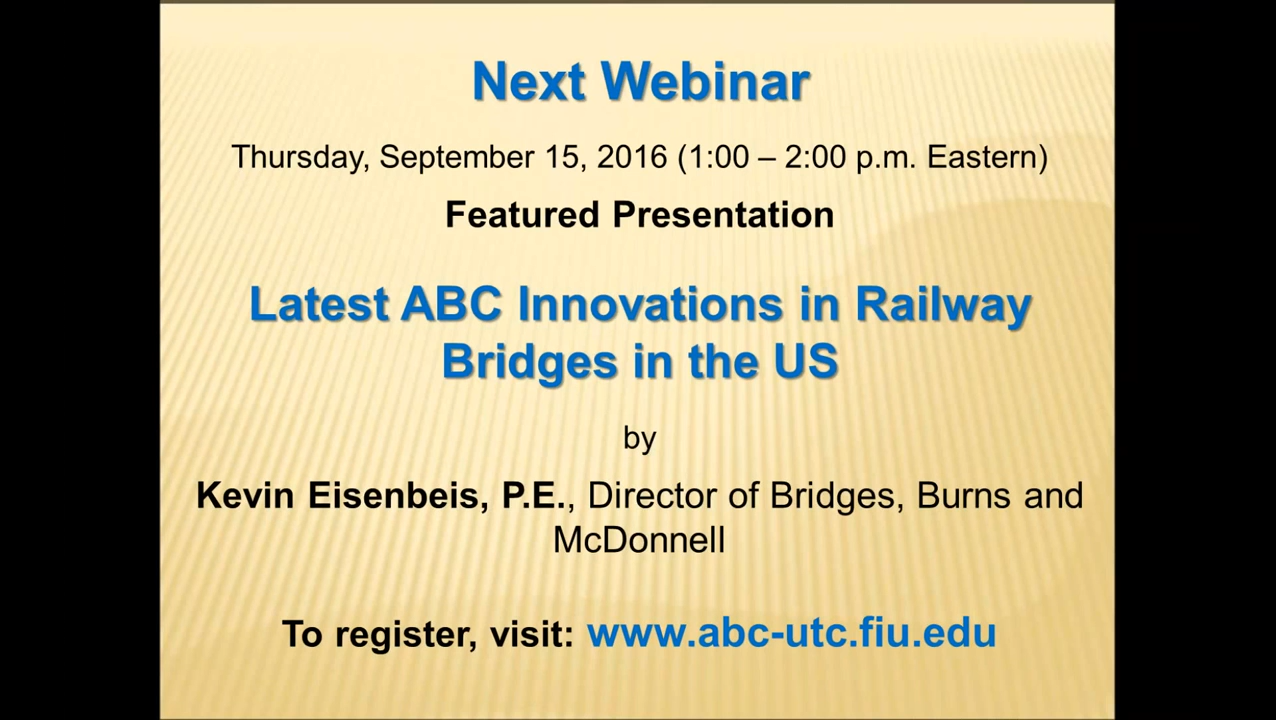 Next Webinar
Thursday, September 15, 2016 (1:00 – 2:00 p.m. Eastern)
Featured Presentation
Latest ABC Innovations in Railway
Bridges in the US
by
Kevin Eisenbeis, P.E., Director of Bridges, Burns and
McDonnell
To register, visit: www.abc-utc.fiu.edu